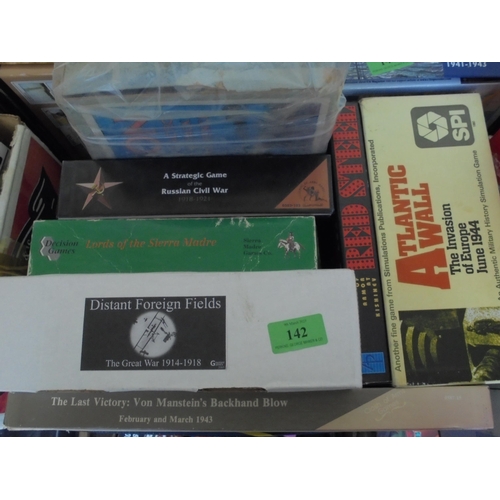 1941-1943
A Strategic Game
of the
Russian Civil War
1918-1921
Decision
Games
Lords of the Sierra Madre
Distant Foreign Fields
The Great War 1914-1918
142
The Last Victory: Von Manstein's Backhand Blow
February and March 1943
RED STEEL
SPI
ATLANTIC
WALL
The Invasion
of Europe
June 1944
Another fine game from Simulations Publications, Incorporated
Authentic Military History Simulation Game